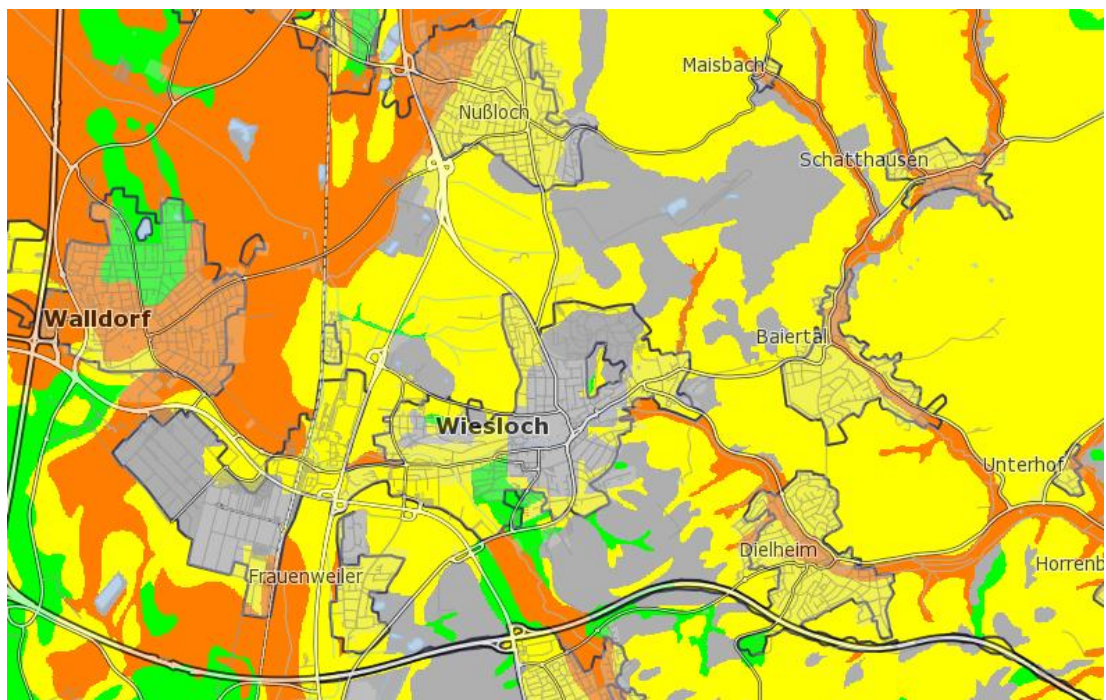 Maisbach
Nußloch
Schatthausen
Walldorf
Baiertal
Wiesloch
Unterhof
Dielheim
Horrenb
Frauenweiler